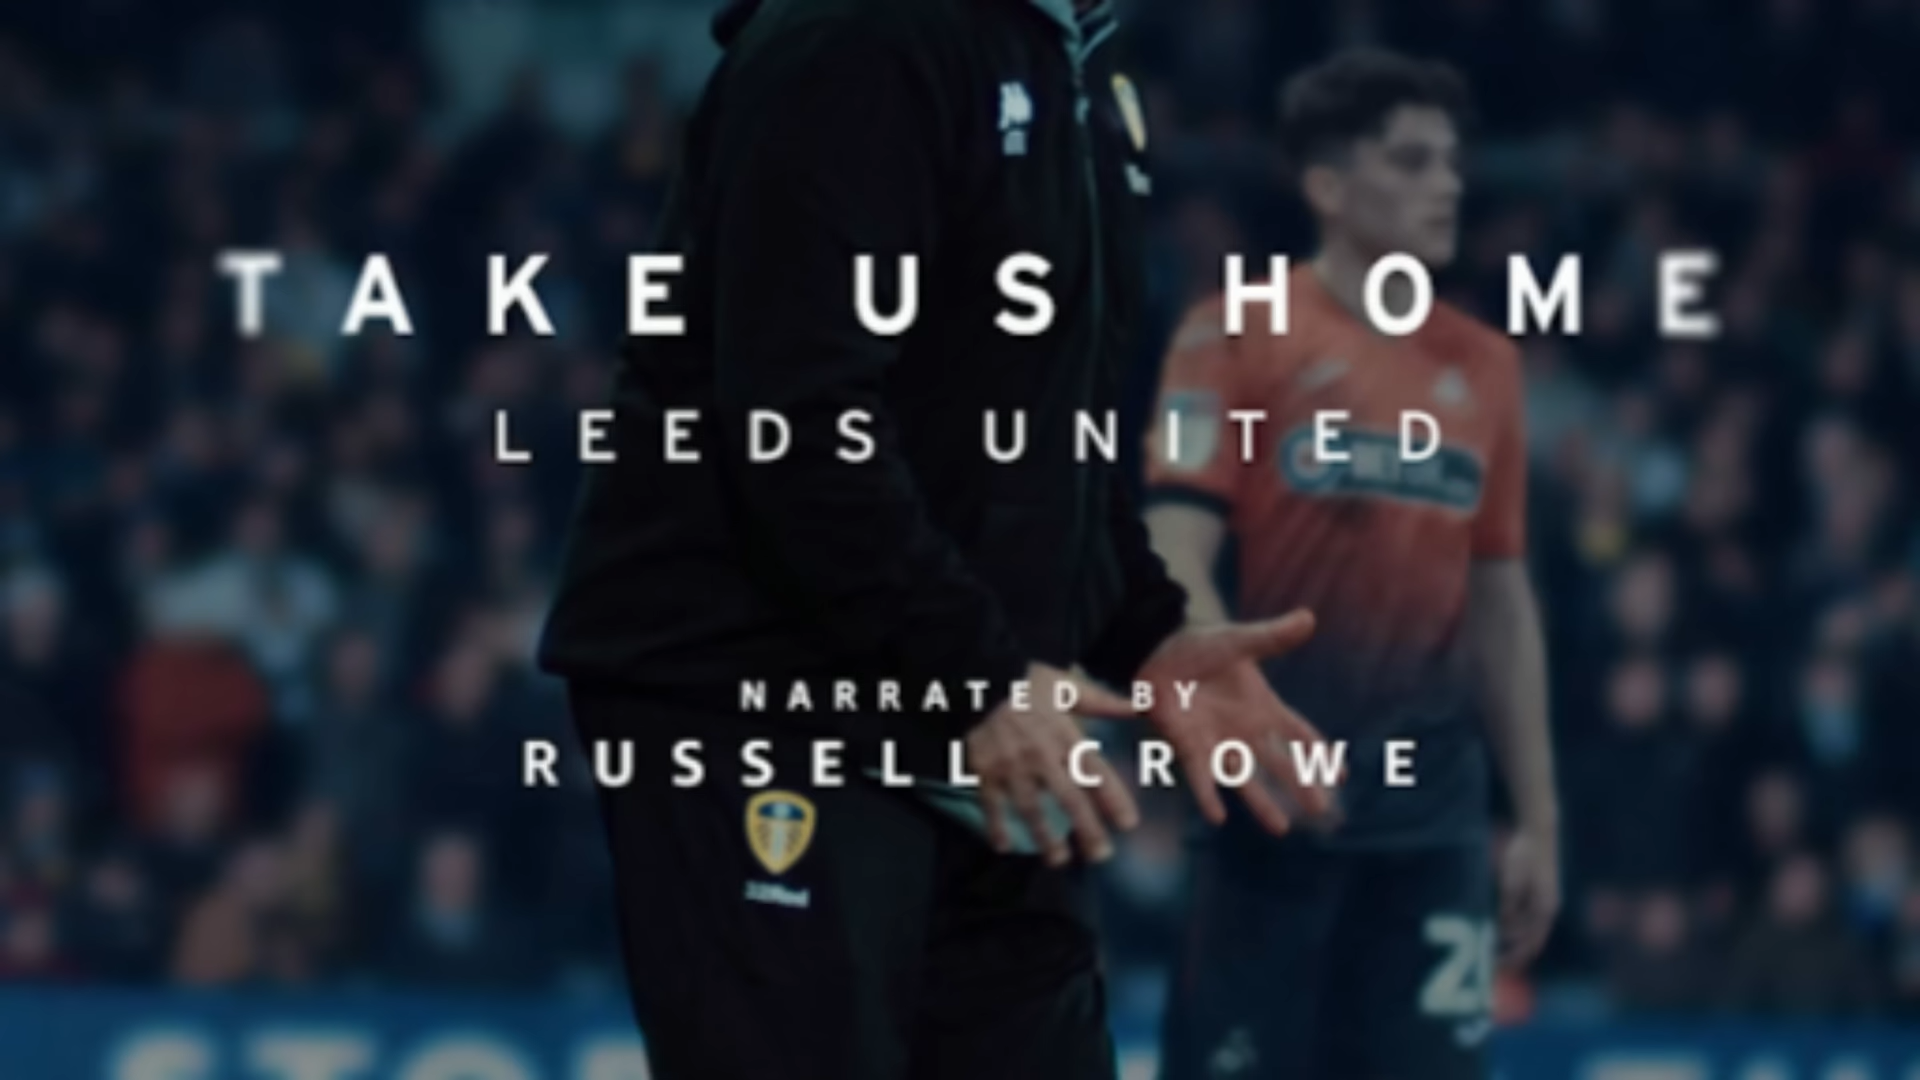 TAKE US HOME
LEEDS UNITED
NARRATED BY
RUSSELL CROWE